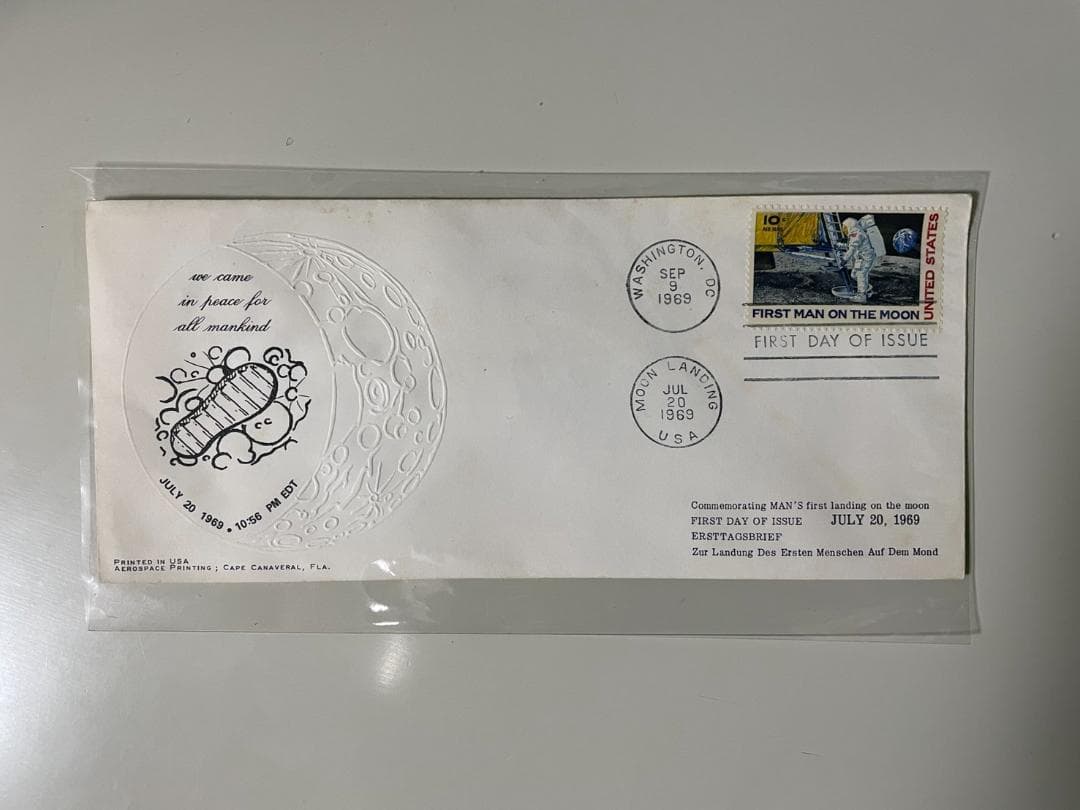 we came
in peace for
all mankind
JULY 20 1969 • 10:56 PM EDT
PRINTED IN USA
AEROSPACE PRINTING ; CAPE CANAVERAL, FLA.
WASHINGTON, DC
SEP
9
1969
MOON LANDING
JUL
20
1969
USA
10¢
AIR MAIL
UNITED STATES
FIRST MAN ON THE MOON
FIRST DAY OF ISSUE
Commemorating MAN'S first landing on the moon
FIRST DAY OF ISSUE JULY 20, 1969
ERSTTAGSBRIEF
Zur Landung Des Ersten Menschen Auf Dem Mond